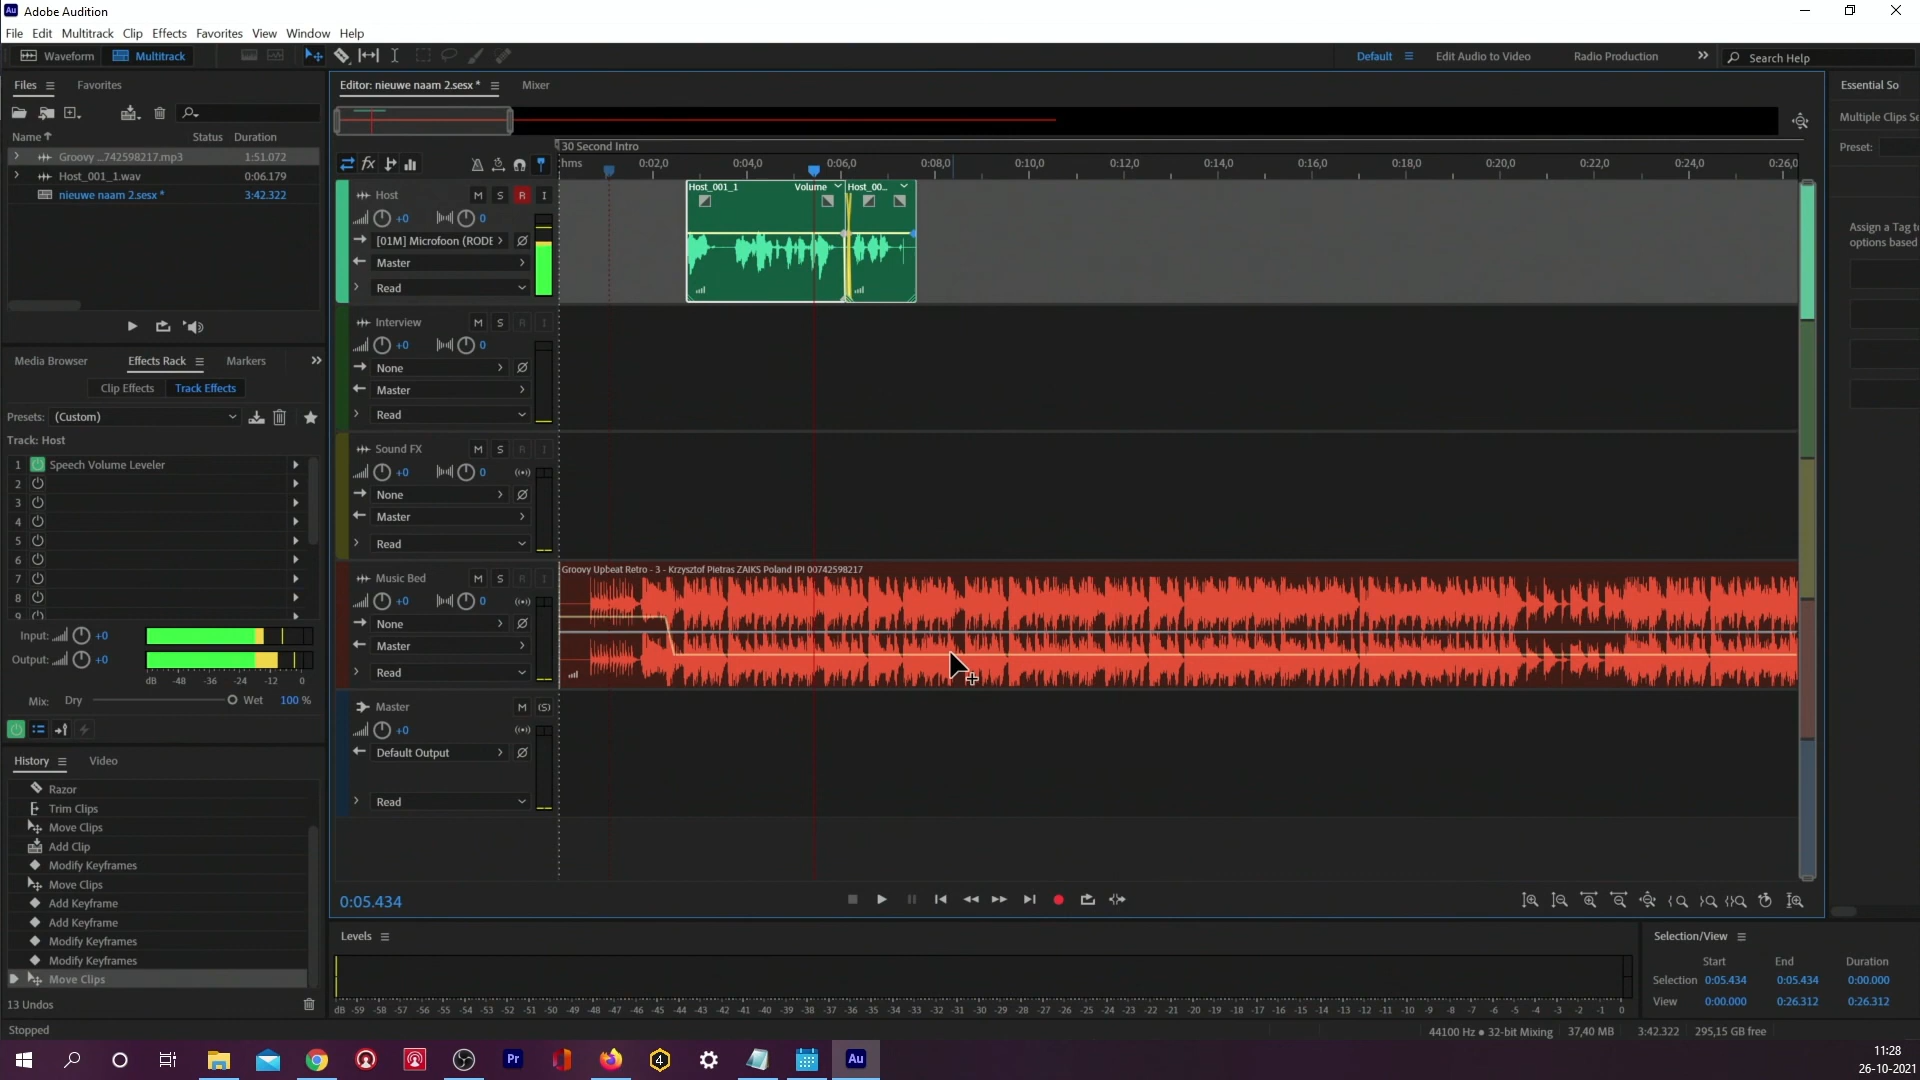 Au Adobe Audition
File Edit Multitrack Clip Effects Favorites View Window Help
Waveform Multitrack Default Edit Audio to Video Radio Production Search Help
Files Favorites
Name Status Duration
Groovy ...742598217.mp3 1:51.072
Host_001_1.wav 0:06.179
nieuwe naam 2.sesx * 3:42.322
Media Browser Effects Rack Markers
Clip Effects Track Effects
Presets: (Custom)
Track: Host
1 Speech Volume Leveler
2
3
4
5
6
7
8
9
Input: +0
Output: +0
dB -48 -36 -24 -12 0
Mix: Dry Wet 100 %
History Video
Razor
Trim Clips
Move Clips
Add Clip
Modify Keyframes
Move Clips
Add Keyframe
Add Keyframe
Modify Keyframes
Modify Keyframes
Move Clips
13 Undos
Stopped
Editor: nieuwe naam 2.sesx * Mixer
30 Second Intro
fx hms 0:02,0 0:04,0 0:06,0 0:08,0 0:10,0 0:12,0 0:14,0 0:16,0 0:18,0 0:20,0 0:22,0 0:24,0 0:26,0
Host M S R I
+0 0
[01M] Microfoon (RODE
Master
Read
Host_001_1 Volume Host_00...
Interview M S R I
+0 0
None
Master
Read
Sound FX M S R I
+0 0
None
Master
Read
Music Bed M S R I
+0 0
None
Master
Read
Groovy Upbeat Retro - 3 - Krzysztof Pietras ZAIKS Poland IPI 00742598217
Master M (S)
+0
Default Output
Read
0:05.434
Levels
dB -59 -58 -57 -56 -55 -54 -53 -52 -51 -50 -49 -48 -47 -46 -45 -44 -43 -42 -41 -40 -39 -38 -37 -36 -35 -34 -33 -32 -31 -30 -29 -28 -27 -26 -25 -24 -23 -22 -21 -20 -19 -18 -17 -16 -15 -14 -13 -12 -11 -10 -9 -8 -7 -6 -5 -4 -3 -2 -1 0
Essential So
Multiple Clips Se
Preset:
Assign a Tag to
options based
Selection/View
Start End Duration
Selection 0:05.434 0:05.434 0:00.000
View 0:00.000 0:26.312 0:26.312
44100 Hz ● 32-bit Mixing 37,40 MB 3:42.322 295,15 GB free
Pr 4 Au
11:28
26-10-2021